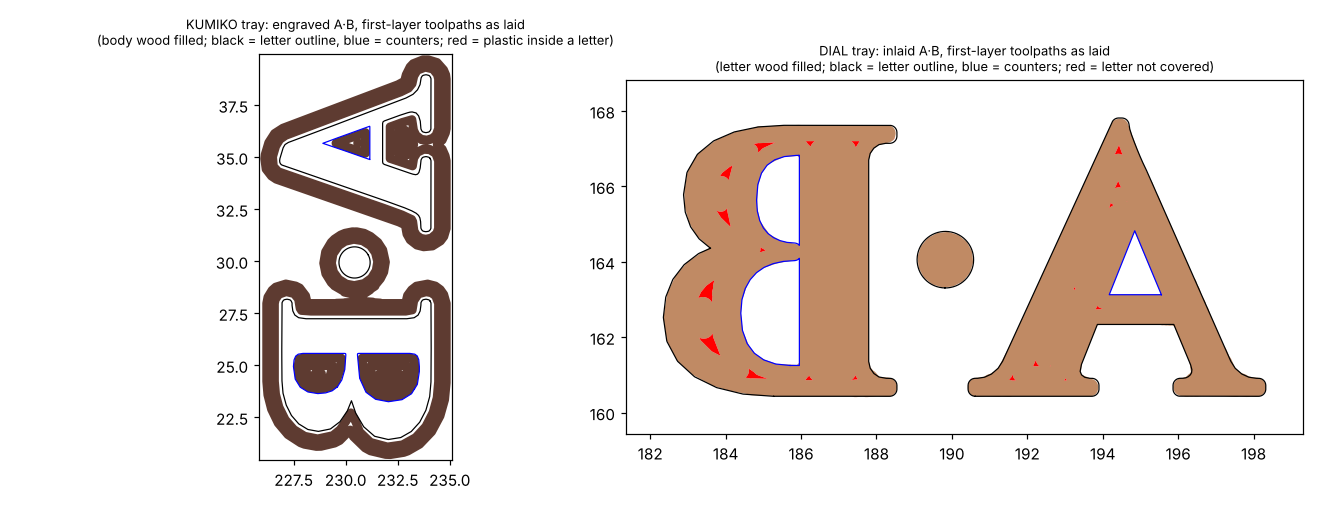 KUMIKO tray: engraved A·B, first-layer toolpaths as laid
(body wood filled; black = letter outline, blue = counters; red = plastic inside a letter)
37.5
35.0
32.5
30.0
27.5
25.0
22.5
227.5 230.0 232.5 235.0
A·B
DIAL tray: inlaid A·B, first-layer toolpaths as laid
(letter wood filled; black = letter outline, blue = counters; red = letter not covered)
168
166
164
162
160
182 184 186 188 190 192 194 196 198
B·A